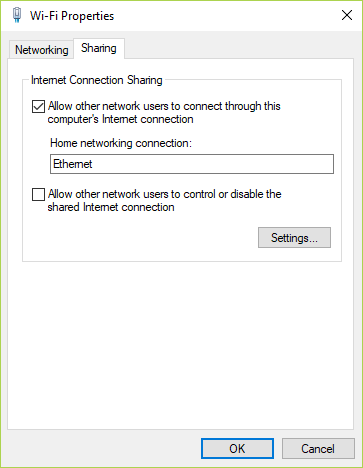 Wi-Fi Properties
Networking
Sharing
Internet Connection Sharing
Allow other network users to connect through this
computer's Internet connection
Home networking connection:
Ethernet
Allow other network users to control or disable the
shared Internet connection
Settings...
OK
Cancel